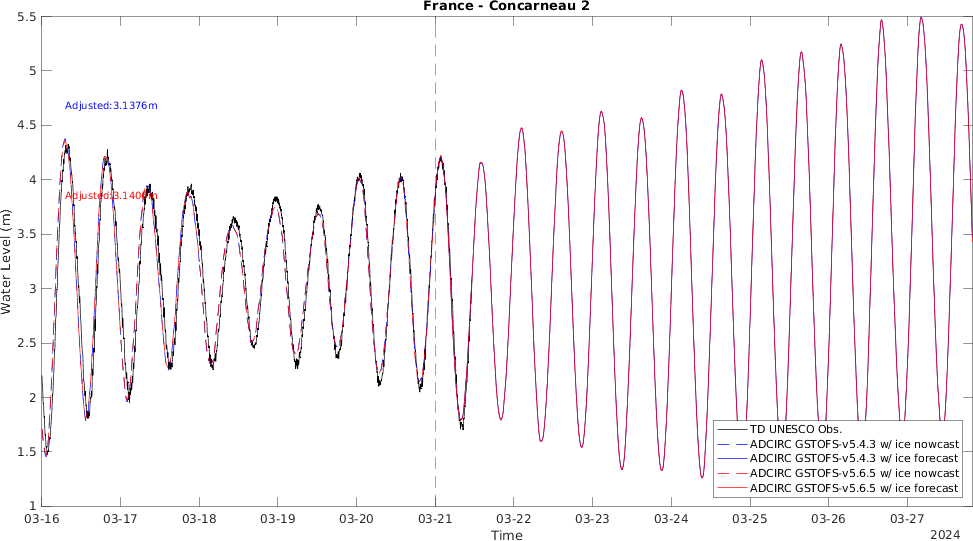 France - Concarneau 2
5.5
5
4.5
4
3.5
3
2.5
2
1.5
1
Water Level (m)
Adjusted:3.1376m
Adjusted:3.1406m
TD UNESCO Obs.
ADCIRC GSTOFS-v5.4.3 w/ ice nowcast
ADCIRC GSTOFS-v5.4.3 w/ ice forecast
ADCIRC GSTOFS-v5.6.5 w/ ice nowcast
ADCIRC GSTOFS-v5.6.5 w/ ice forecast
03-16 03-17 03-18 03-19 03-20 03-21 03-22 03-23 03-24 03-25 03-26 03-27
Time
2024